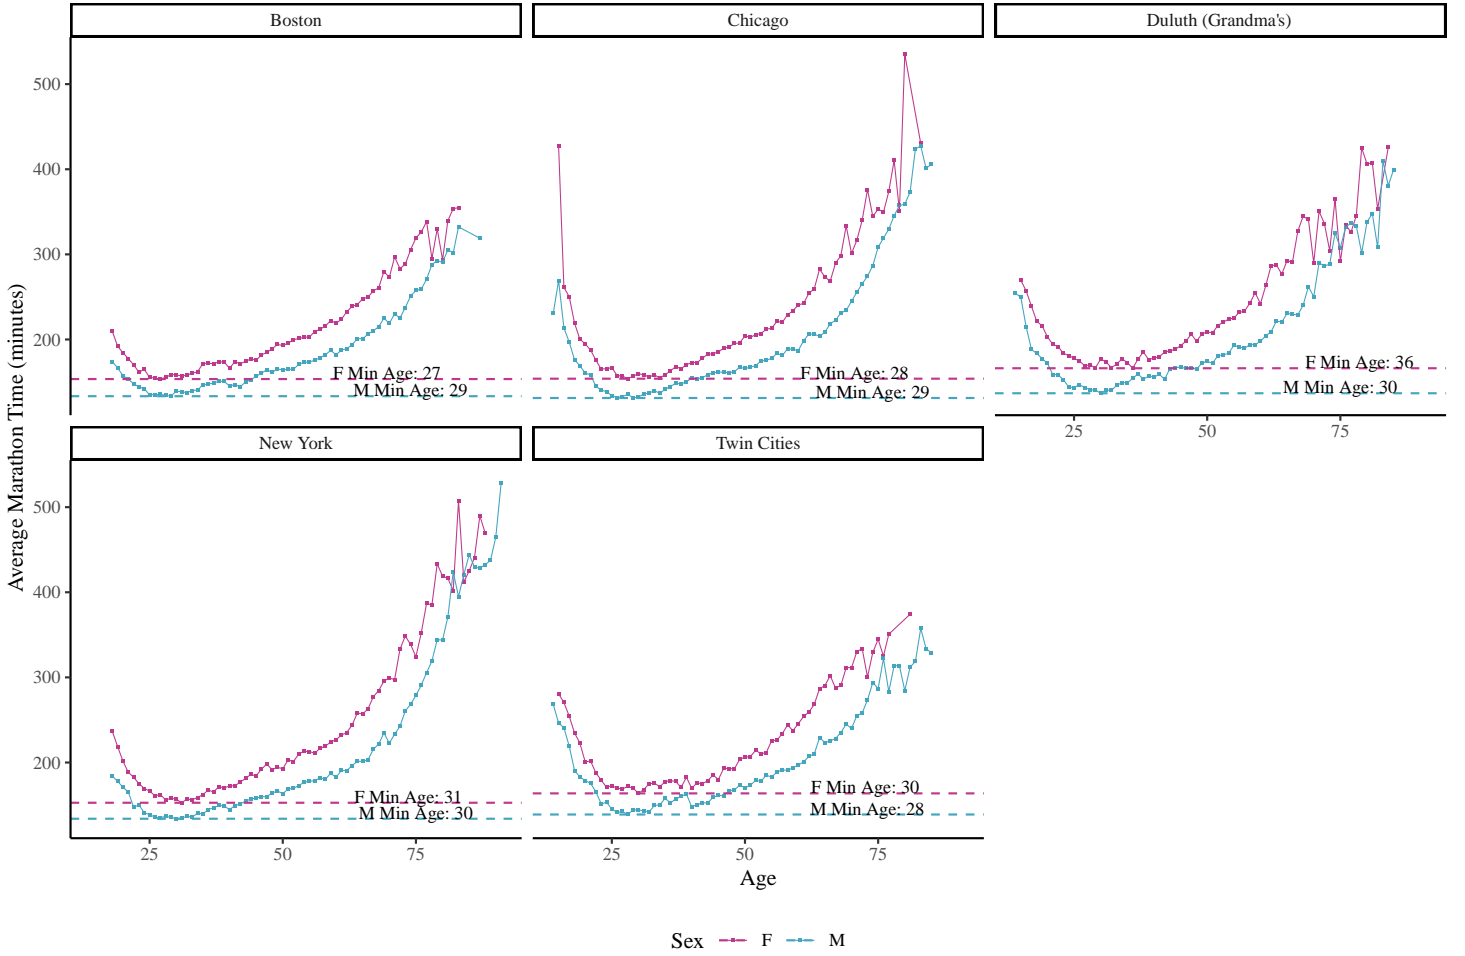 Boston
Chicago
Duluth (Grandma's)
500
400
300
200
F Min Age: 27
M Min Age: 29
F Min Age: 28
M Min Age: 29
F Min Age: 36
M Min Age: 30
25 50 75
Average Marathon Time (minutes)
New York
Twin Cities
500
400
300
200
F Min Age: 31
M Min Age: 30
F Min Age: 30
M Min Age: 28
25 50 75
25 50 75
Age
Sex F M